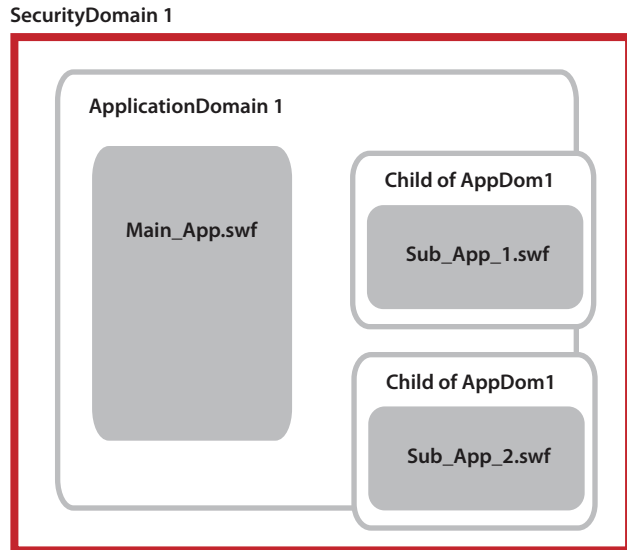 SecurityDomain 1
ApplicationDomain 1
Main_App.swf
Child of AppDom1
Sub_App_1.swf
Child of AppDom1
Sub_App_2.swf